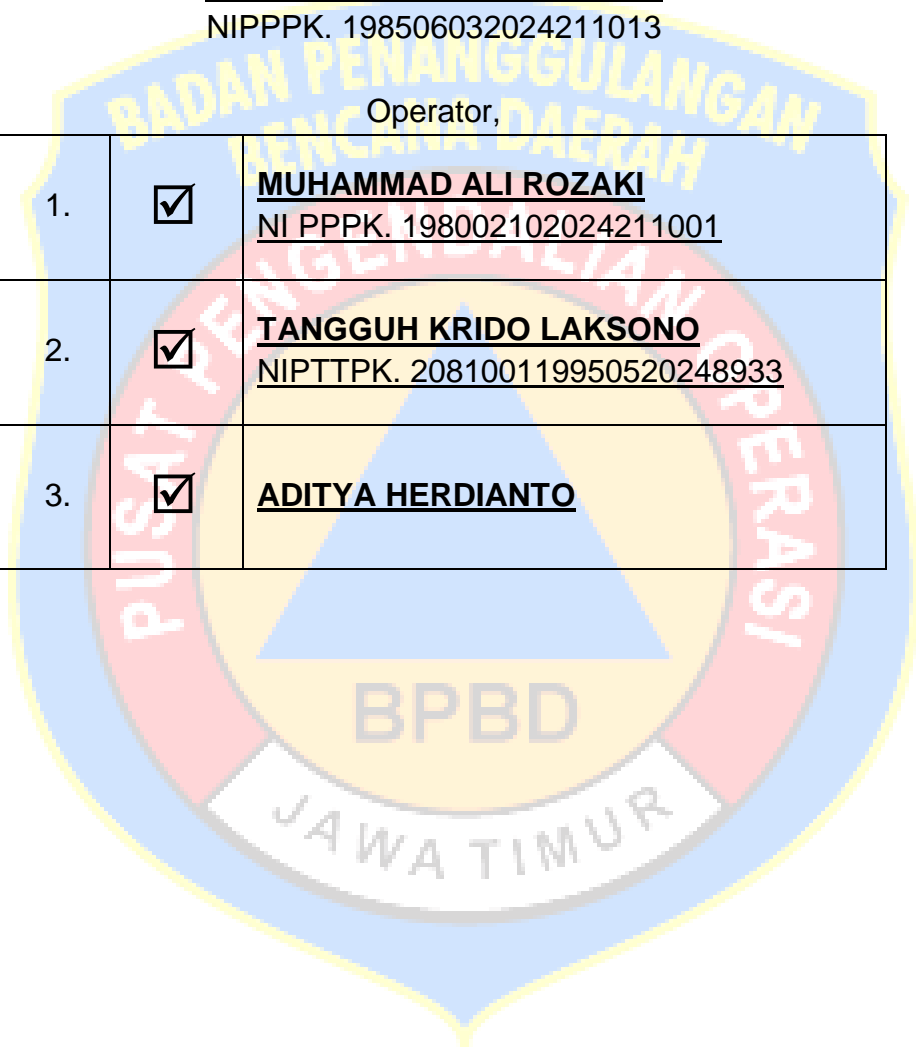 NIPPPK. 198506032024211013
BADAN PENANGGULANGAN
BENCANA DAERAH
Operator,
1. ☑ MUHAMMAD ALI ROZAKI
NI PPPK. 198002102024211001
2. ☑ TANGGUH KRIDO LAKSONO
NIPTTPK. 208100119950520248933
3. ☑ ADITYA HERDIANTO
PUSAT PENGENDALIAN OPERASI
BPBD
JAWA TIMUR